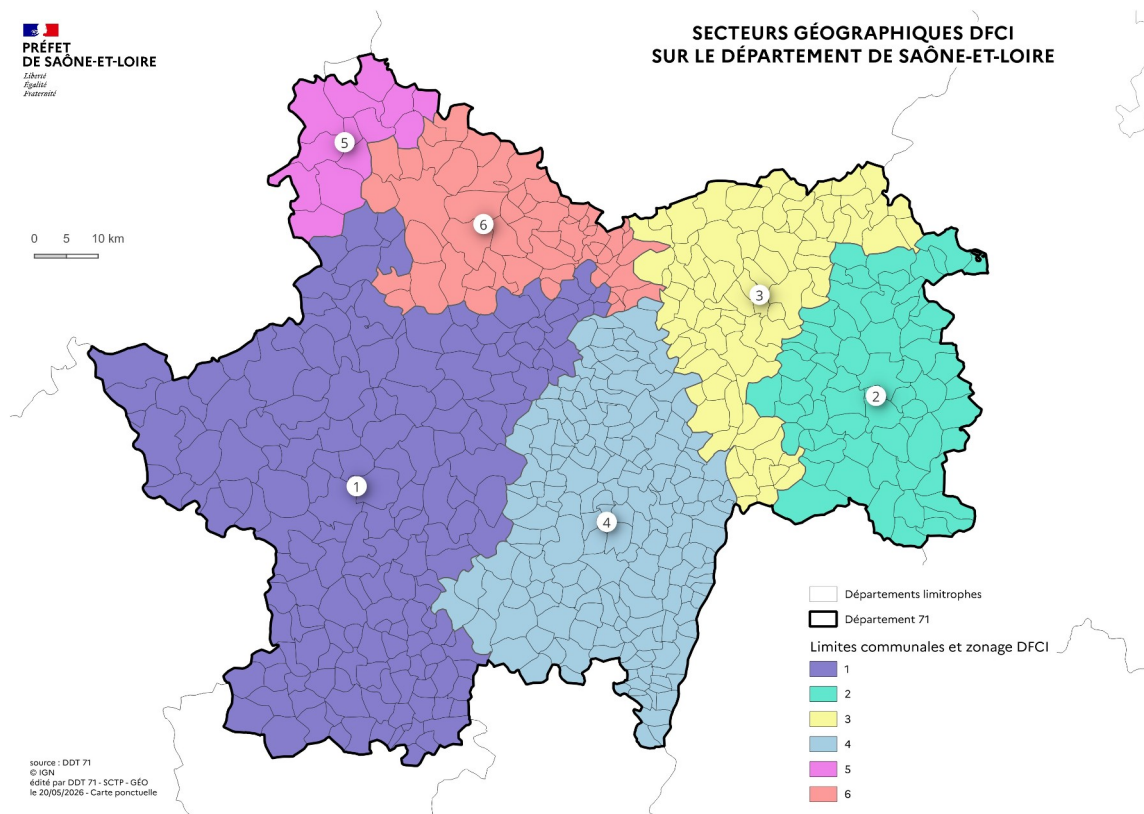 PRÉFET
DE SAÔNE-ET-LOIRE
Liberté
Égalité
Fraternité
SECTEURS GÉOGRAPHIQUES DFCI
SUR LE DÉPARTEMENT DE SAÔNE-ET-LOIRE
5
6
0 5 10 km
3
2
1
4
Départements limitrophes
Département 71
Limites communales et zonage DFCI
1
2
3
4
5
6
source : DDT 71
© IGN
édité par DDT 71 - SCTP - GÉO
le 20/05/2026 - Carte ponctuelle